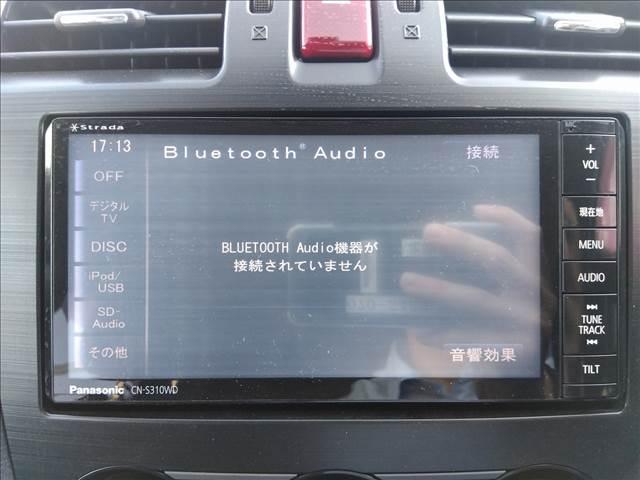 Strada
MIC
17:13
Bluetooth® Audio
接続
OFF
デジタル
TV
DISC
iPod/
USB
SD-
Audio
その他
BLUETOOTH Audio機器が
接続されていません
音響効果
+
VOL
−
現在地
MENU
AUDIO
TUNE
TRACK
TILT
Panasonic CN-S310WD